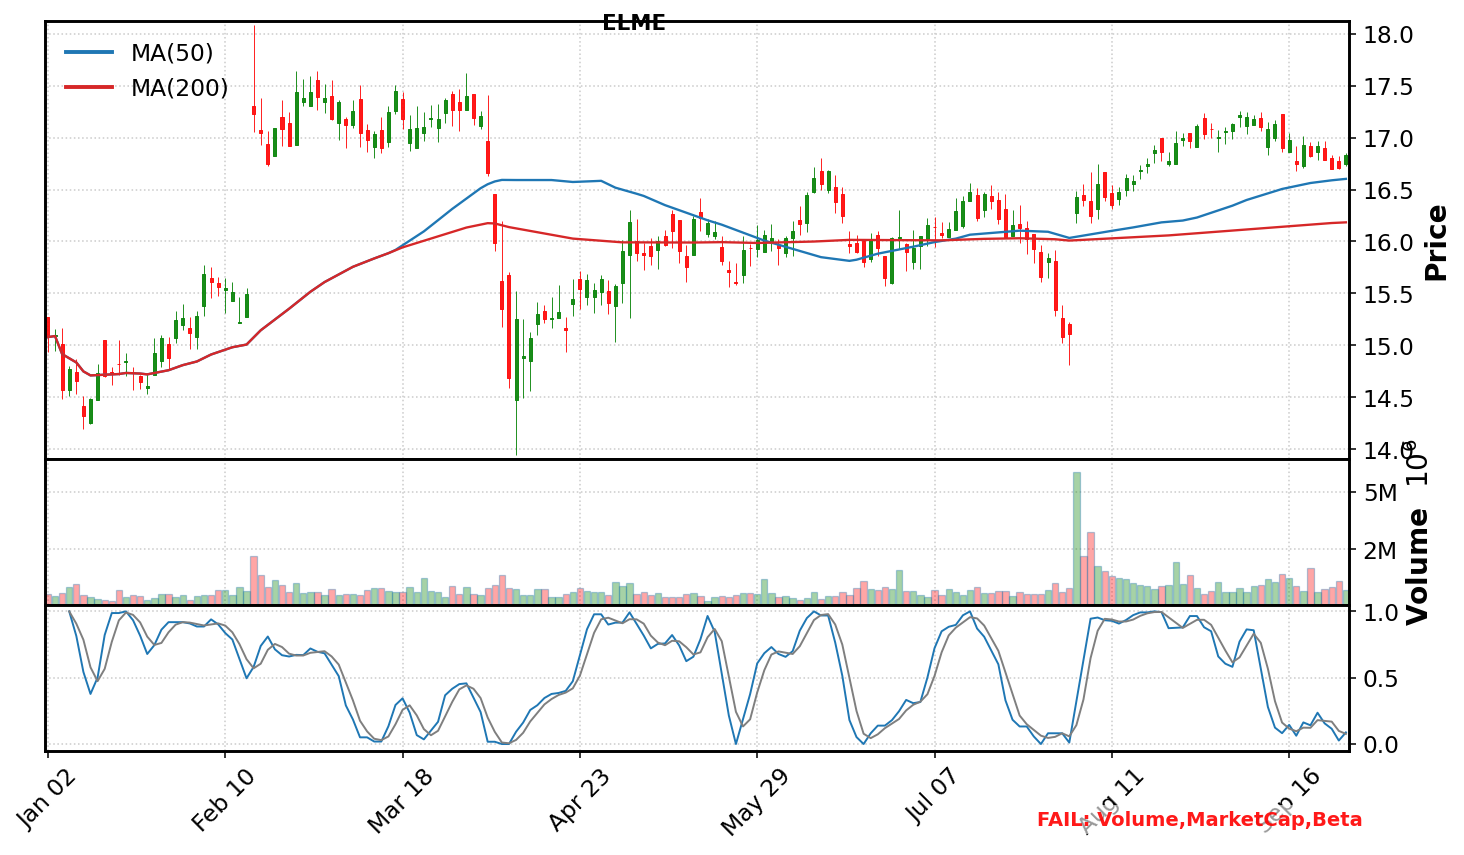 ELME
MA(50)
MA(200)
18.0
17.5
17.0
16.5
16.0
15.5
15.0
14.5
14.0
Price
10⁶
5M
2M
Volume
1.0
0.5
0.0
Jan 02
Feb 10
Mar 18
Apr 23
May 29
Jul 07
Aug 11
Sep 16
FAIL: Volume,MarketCap,Beta